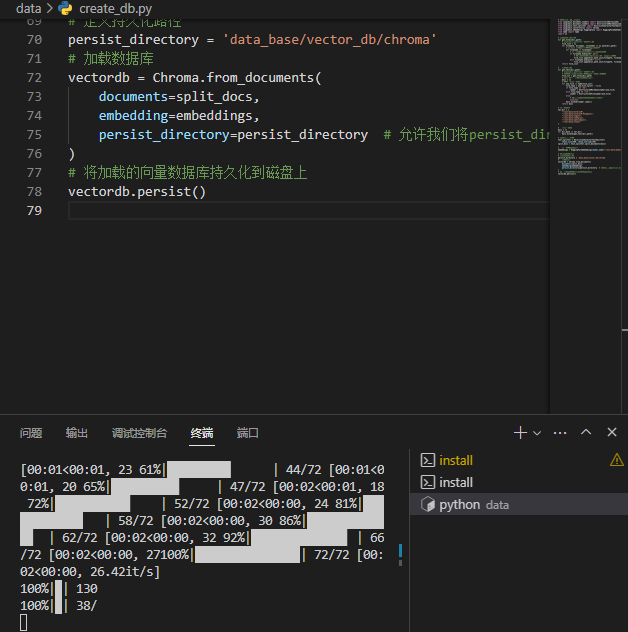 data > create_db.py
69 # 定义持久化路径
70 persist_directory = 'data_base/vector_db/chroma'
71 # 加载数据库
72 vectordb = Chroma.from_documents(
73 documents=split_docs,
74 embedding=embeddings,
75 persist_directory=persist_directory # 允许我们将persist_dir
76 )
77 # 将加载的向量数据库持久化到磁盘上
78 vectordb.persist()
79
问题 输出 调试控制台 终端 端口
[00:01<00:01, 23 61%| | 44/72 [00:01<0
0:01, 20 65%| | 47/72 [00:02<00:01, 18
72%| | 52/72 [00:02<00:00, 24 81%|
| 58/72 [00:02<00:00, 30 86%|
| 62/72 [00:02<00:00, 32 92%| | 66
/72 [00:02<00:00, 27100%| | 72/72 [00:
02<00:00, 26.42it/s]
100%| | 130
100%| | 38/
install
install
python data